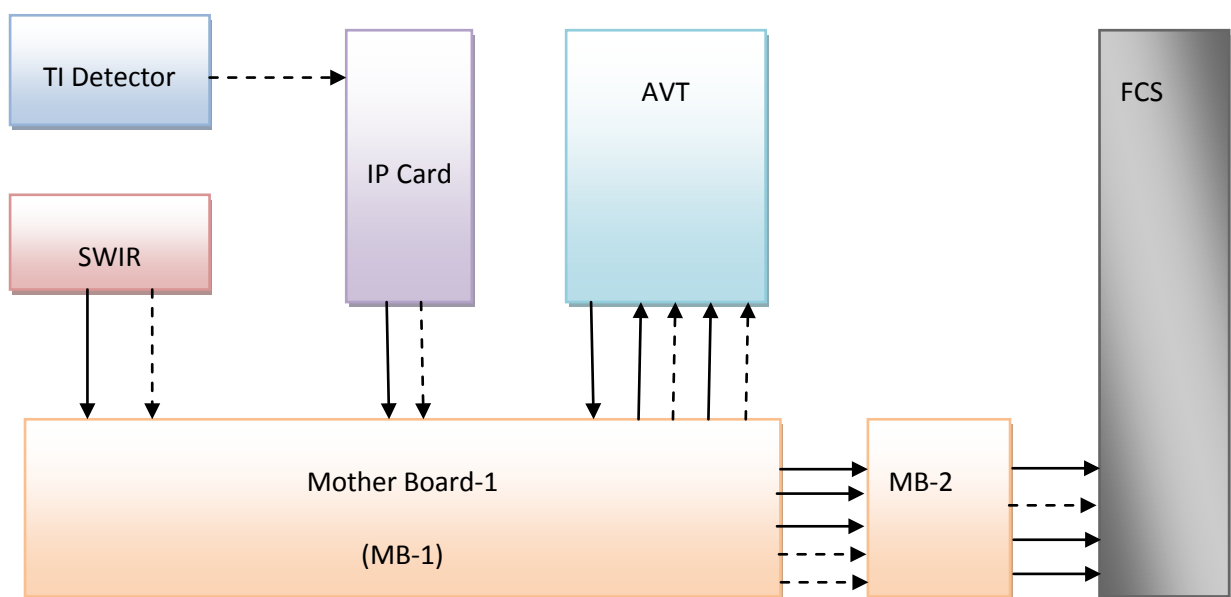 TI Detector
IP Card
AVT
FCS
SWIR
Mother Board-1
(MB-1)
MB-2